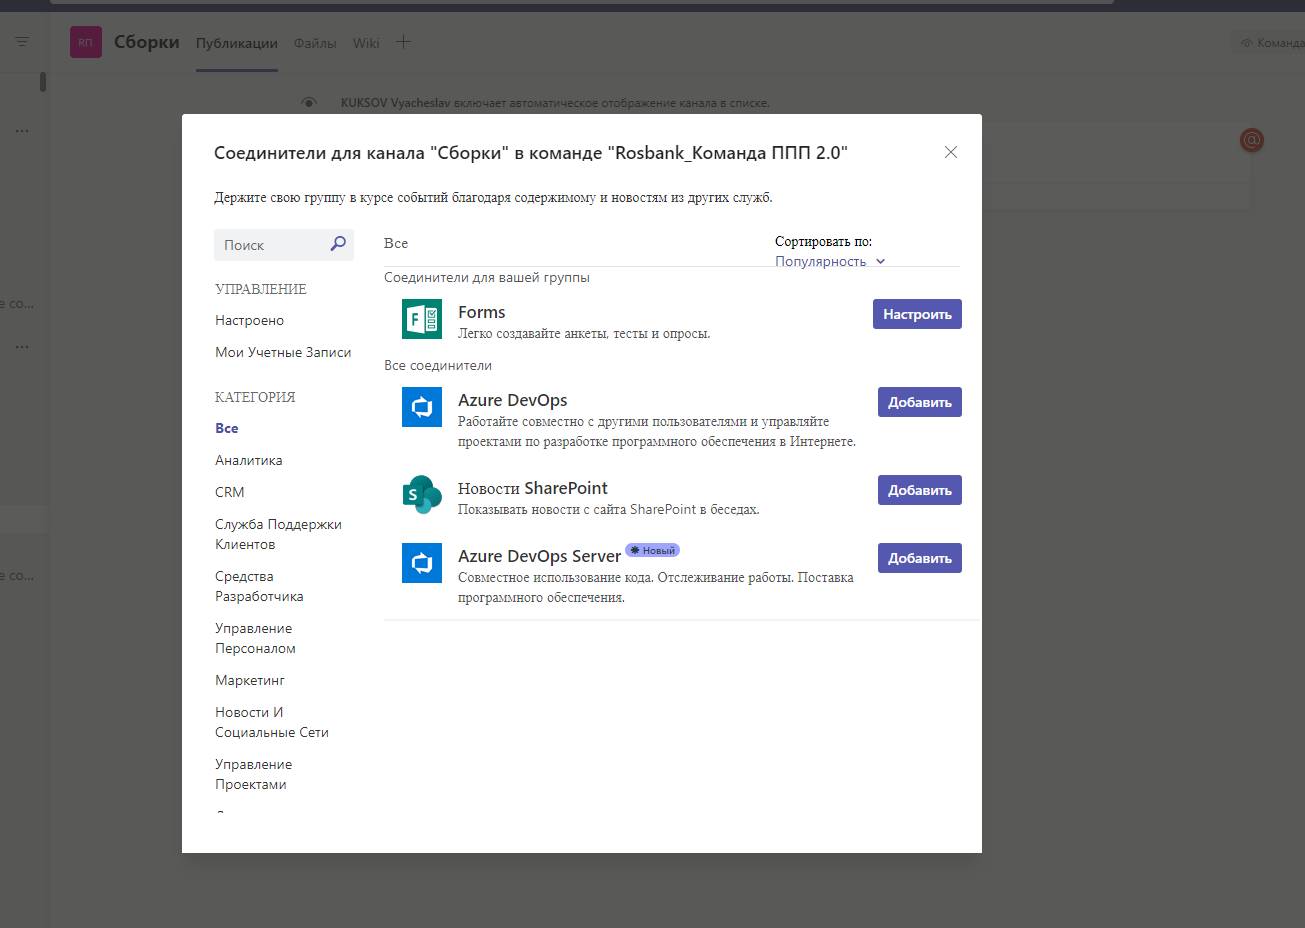 РП
Сборки
Публикации
Файлы
Wiki
Команда
KUKSOV Vyacheslav включает автоматическое отображение канала в списке.
Соединители для канала "Сборки" в команде "Rosbank_Команда ППП 2.0"
Держите свою группу в курсе событий благодаря содержимому и новостям из других служб.
Поиск
УПРАВЛЕНИЕ
Настроено
Мои Учетные Записи
КАТЕГОРИЯ
Все
Аналитика
CRM
Служба Поддержки
Клиентов
Средства
Разработчика
Управление
Персоналом
Маркетинг
Новости И
Социальные Сети
Управление
Проектами
Все
Сортировать по:
Популярность
Соединители для вашей группы
Forms
Легко создавайте анкеты, тесты и опросы.
Настроить
Все соединители
Azure DevOps
Работайте совместно с другими пользователями и управляйте
проектами по разработке программного обеспечения в Интернете.
Добавить
Новости SharePoint
Показывать новости с сайта SharePoint в беседах.
Добавить
Azure DevOps Server
Новый
Совместное использование кода. Отслеживание работы. Поставка
программного обеспечения.
Добавить
е со...
е со...